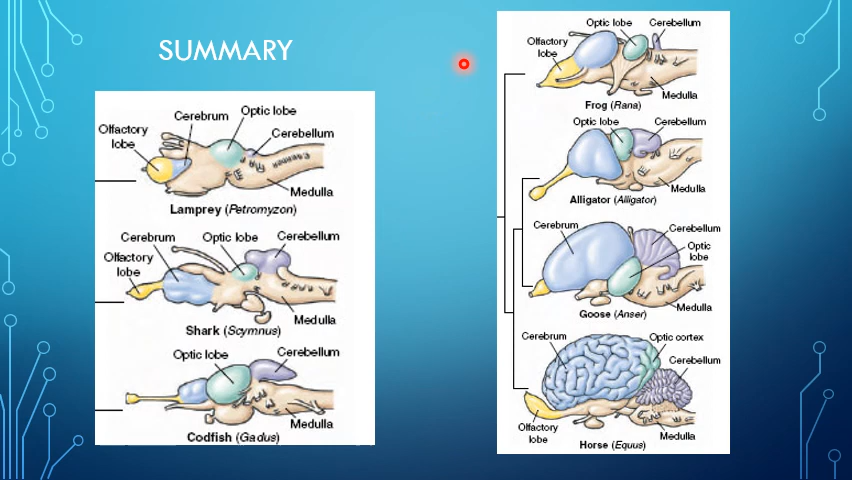 SUMMARY
Cerebrum
Optic lobe
Olfactory
lobe
Cerebellum
Medulla
Lamprey (Petromyzon)
Cerebrum
Optic lobe
Cerebellum
Olfactory
lobe
Medulla
Shark (Scymnus)
Optic lobe
Cerebellum
Medulla
Codfish (Gadus)
Optic lobe
Cerebellum
Olfactory
lobe
Medulla
Frog (Rana)
Optic lobe
Cerebellum
Medulla
Alligator (Alligator)
Cerebrum
Cerebellum
Optic
lobe
Medulla
Goose (Anser)
Cerebrum
Optic cortex
Cerebellum
Olfactory
lobe
Medulla
Horse (Equus)